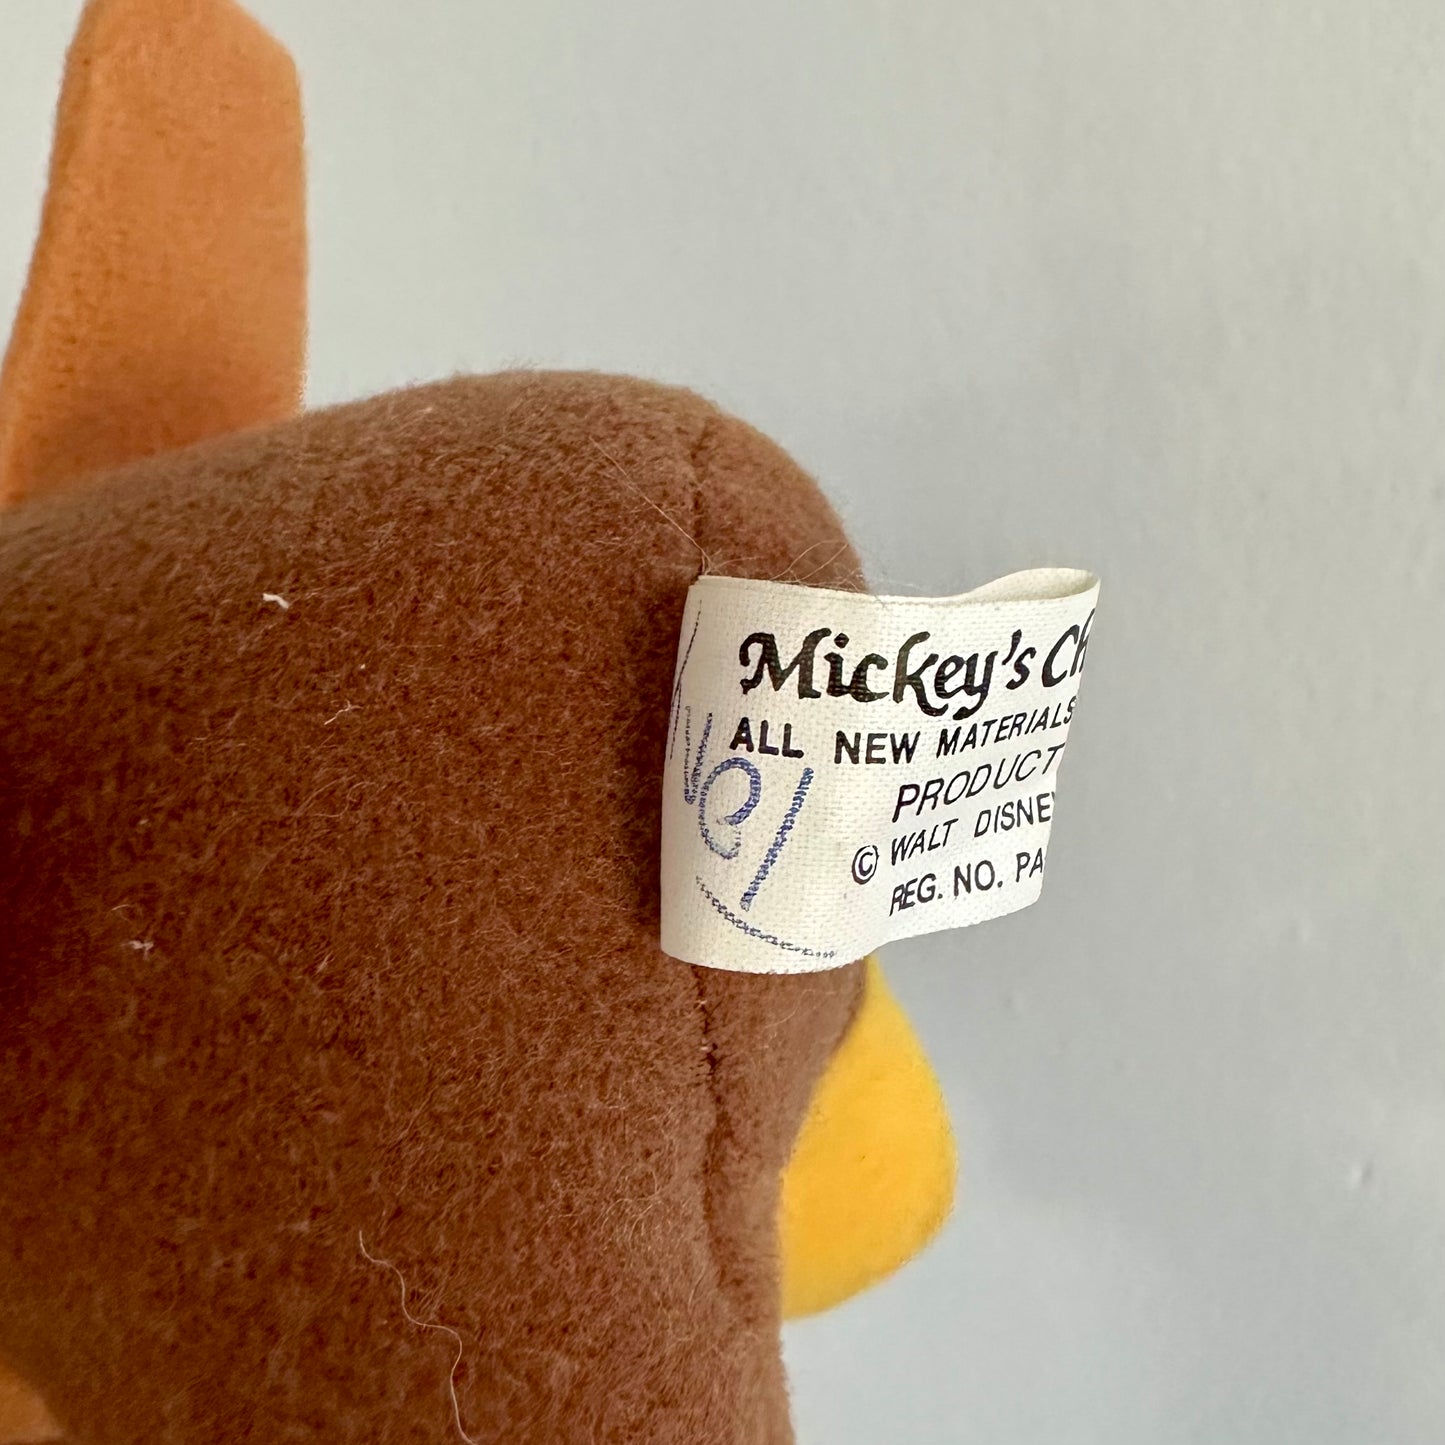 Mickey's Ch
ALL NEW MATERIALS
PRODUCT
© WALT DISNEY
REG. NO. PA